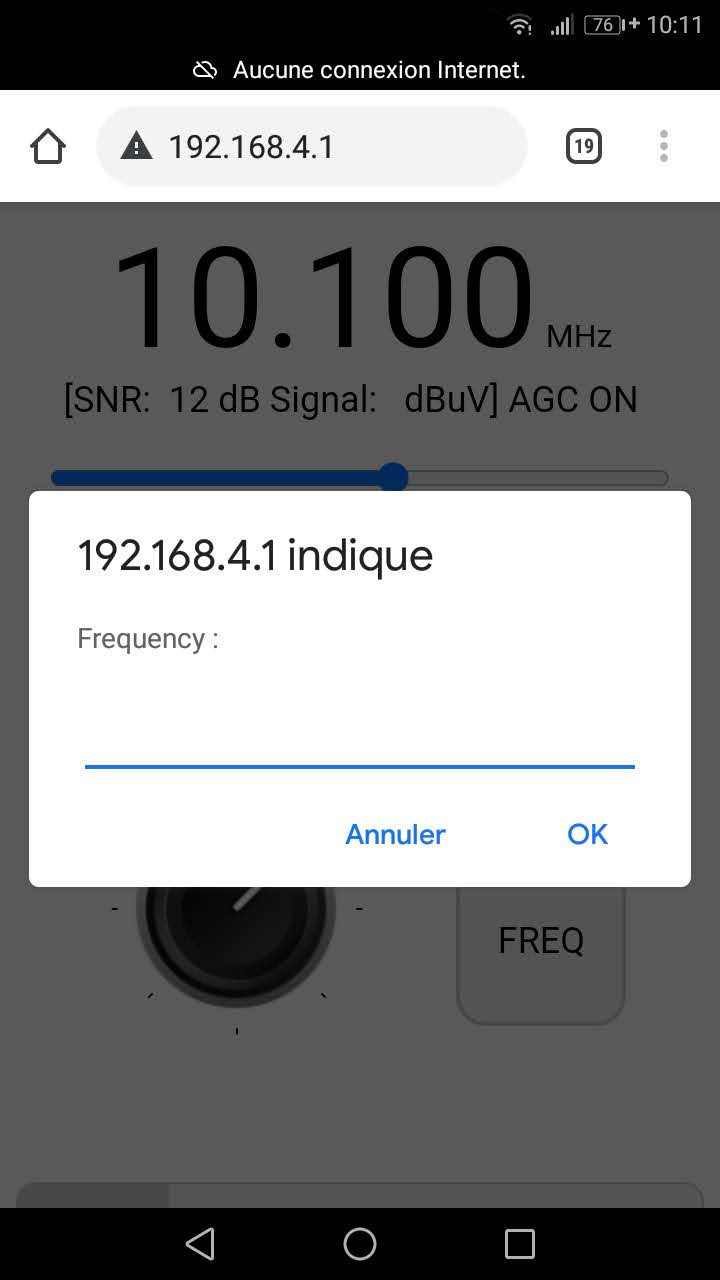 76 10:11
Aucune connexion Internet.
192.168.4.1 19
10.100 MHz
[SNR: 12 dB Signal: dBuV] AGC ON
192.168.4.1 indique
Frequency :
Annuler OK
FREQ